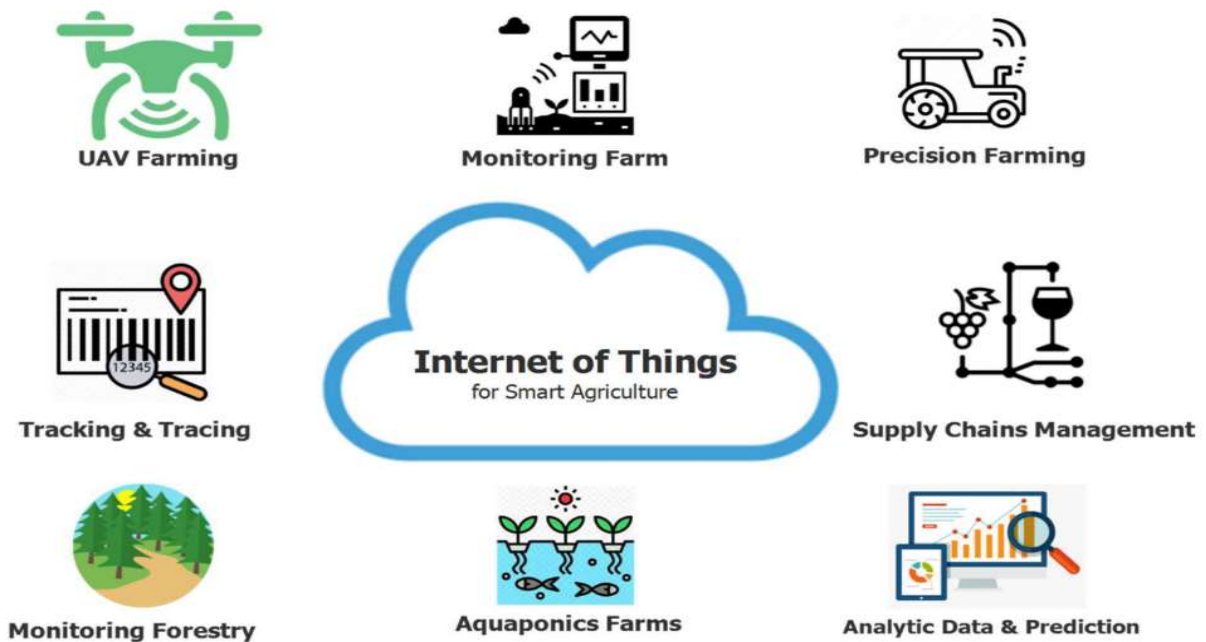 UAV Farming
Monitoring Farm
Precision Farming
12345
Tracking & Tracing
Internet of Things
for Smart Agriculture
Supply Chains Management
Monitoring Forestry
Aquaponics Farms
Analytic Data & Prediction